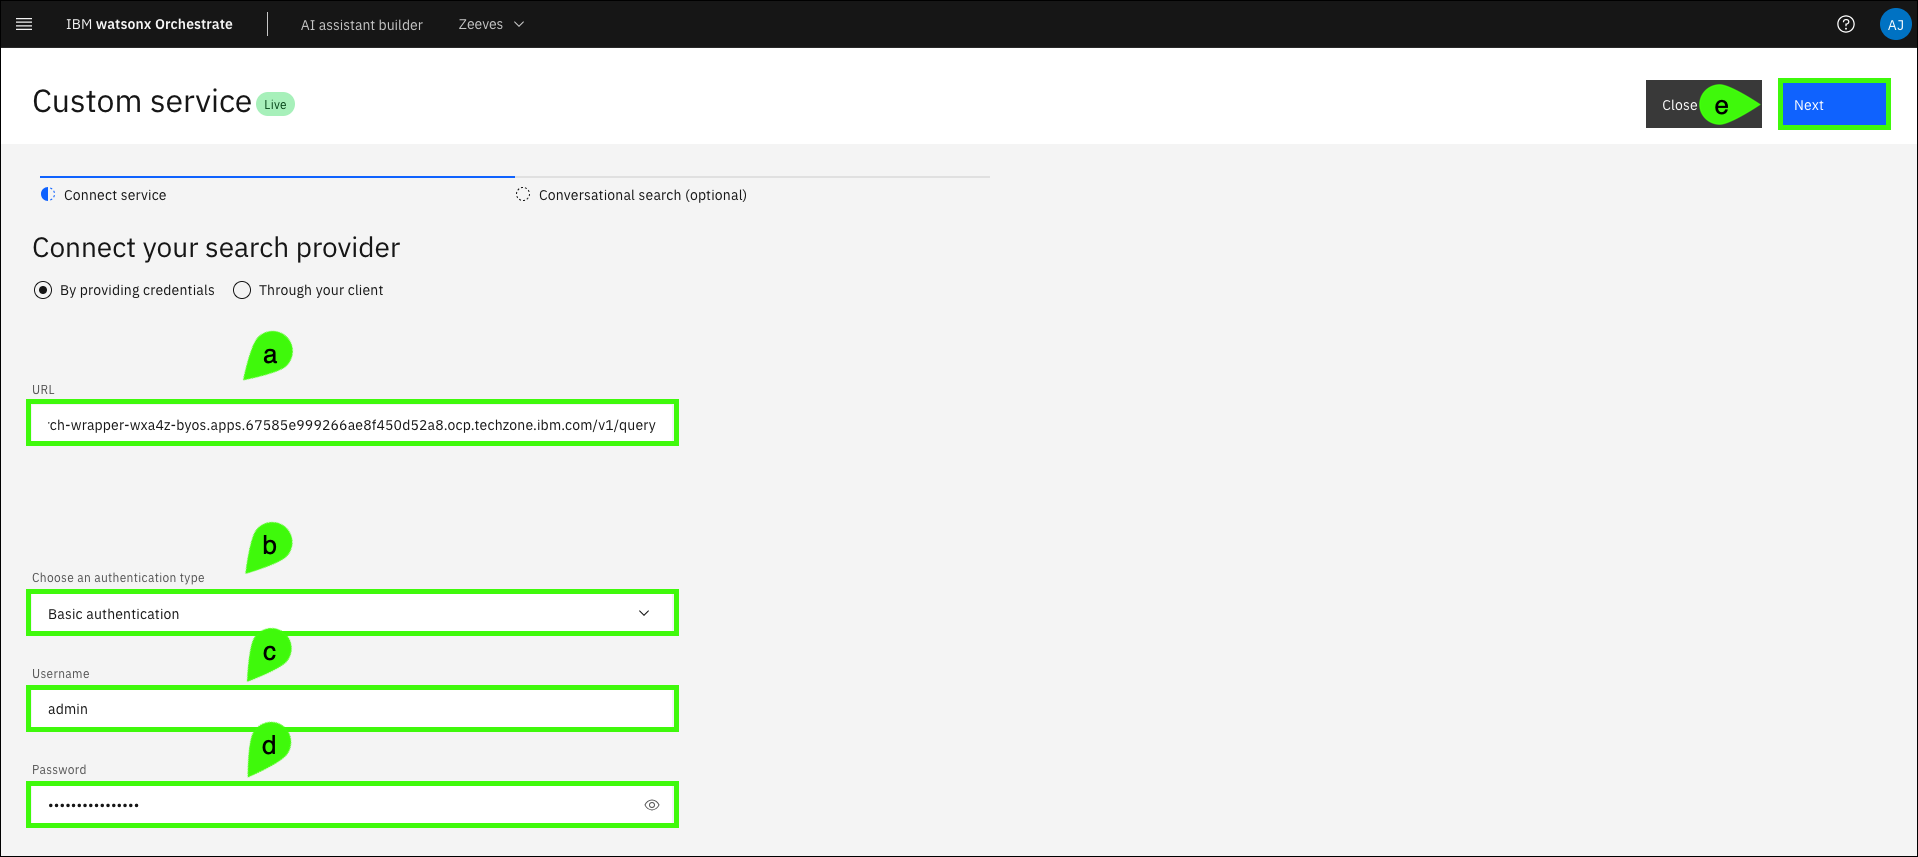 IBM watsonx Orchestrate AI assistant builder Zeeves AJ
Custom service Live
Close e Next
Connect service Conversational search (optional)
Connect your search provider
By providing credentials Through your client
a
URL
ch-wrapper-wxa4z-byos.apps.67585e999266ae8f450d52a8.ocp.techzone.ibm.com/v1/query
b
Choose an authentication type
Basic authentication
c
Username
admin
d
Password
••••••••••••••••